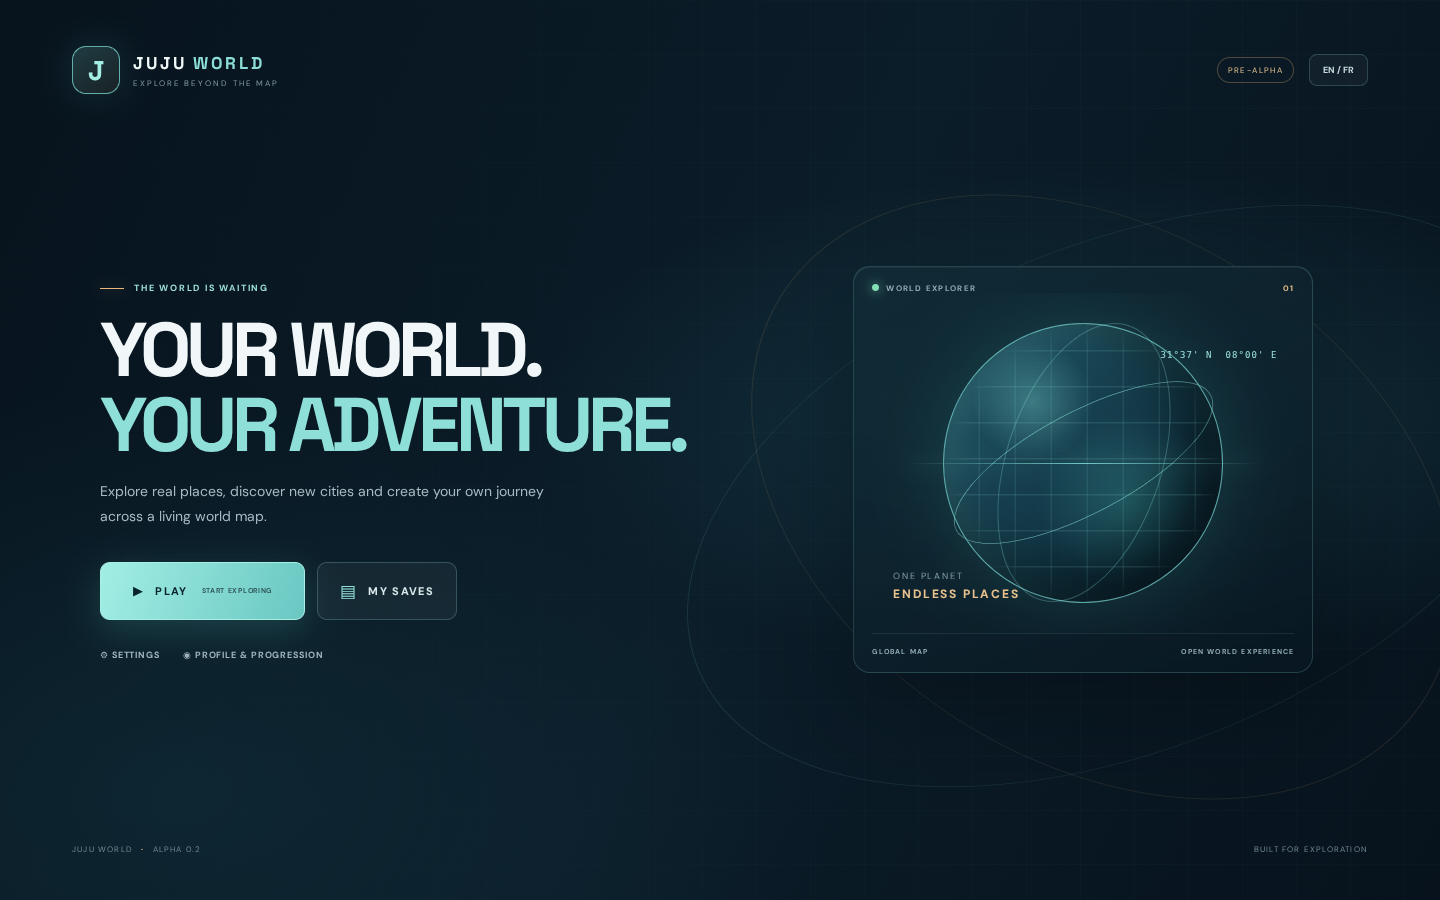 J
JUJU WORLD
EXPLORE BEYOND THE MAP
PRE-ALPHA
EN / FR
THE WORLD IS WAITING
YOUR WORLD.
YOUR ADVENTURE.
Explore real places, discover new cities and create your own journey
across a living world map.
PLAY START EXPLORING
MY SAVES
SETTINGS
PROFILE & PROGRESSION
WORLD EXPLORER
01
31°37' N 08°00' E
ONE PLANET
ENDLESS PLACES
GLOBAL MAP
OPEN WORLD EXPERIENCE
JUJU WORLD • ALPHA 0.2
BUILT FOR EXPLORATION